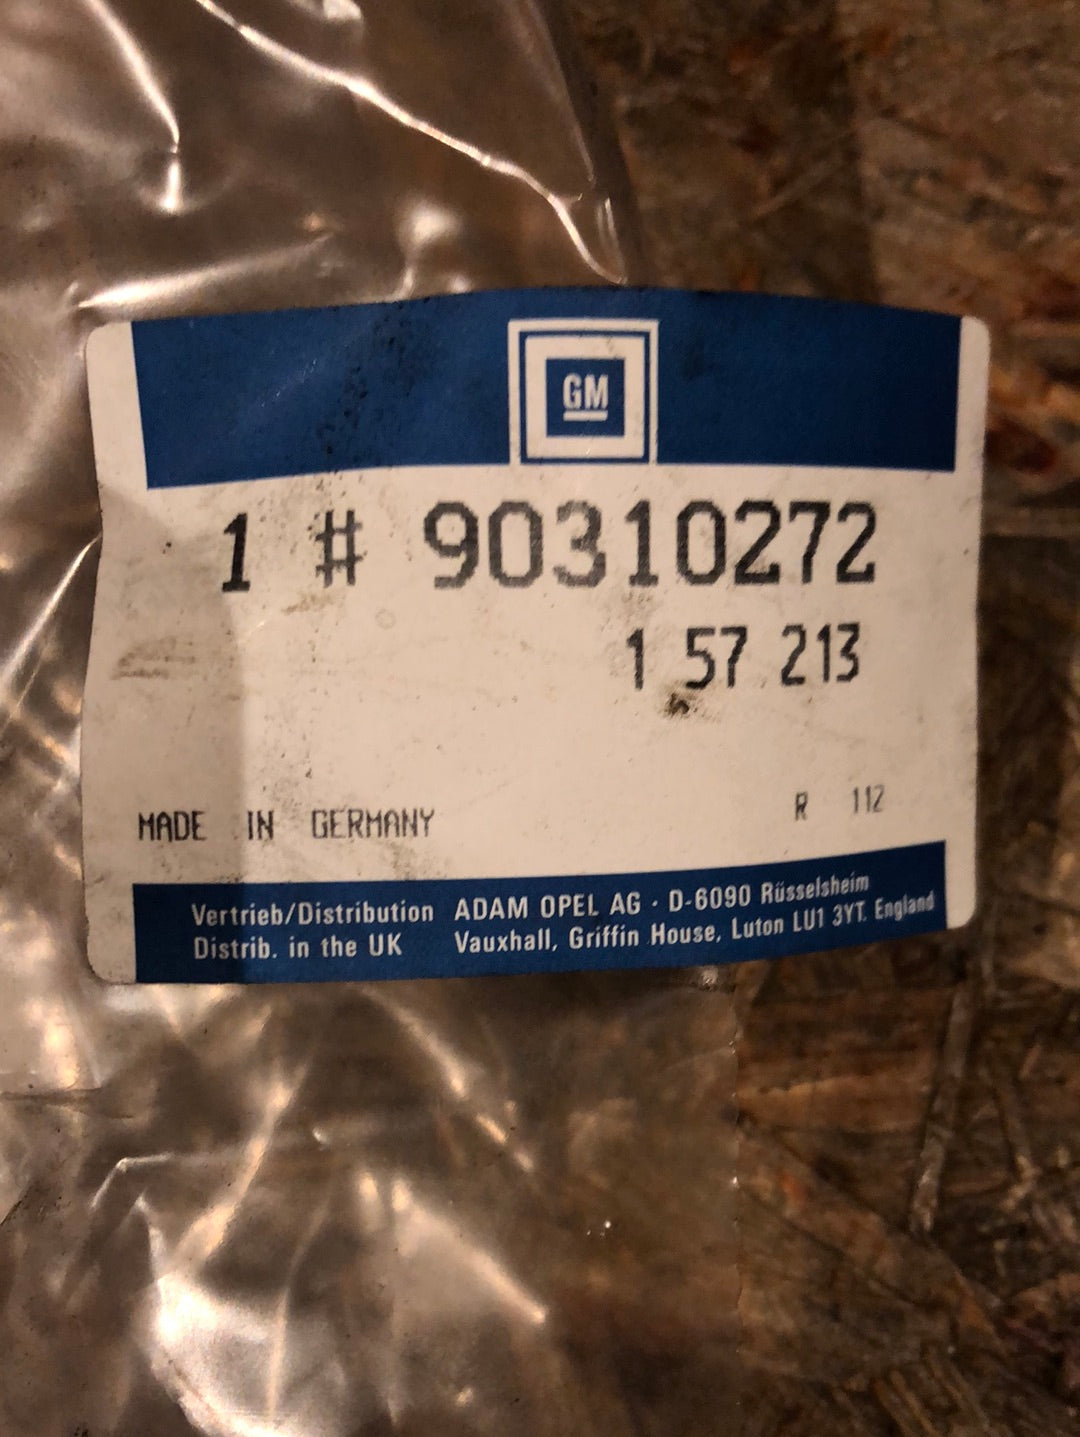 GM
1 # 90310272
1 57 213
MADE IN GERMANY R 112
Vertrieb/Distribution ADAM OPEL AG · D-6090 Rüsselsheim
Distrib. in the UK Vauxhall, Griffin House, Luton LU1 3YT. England